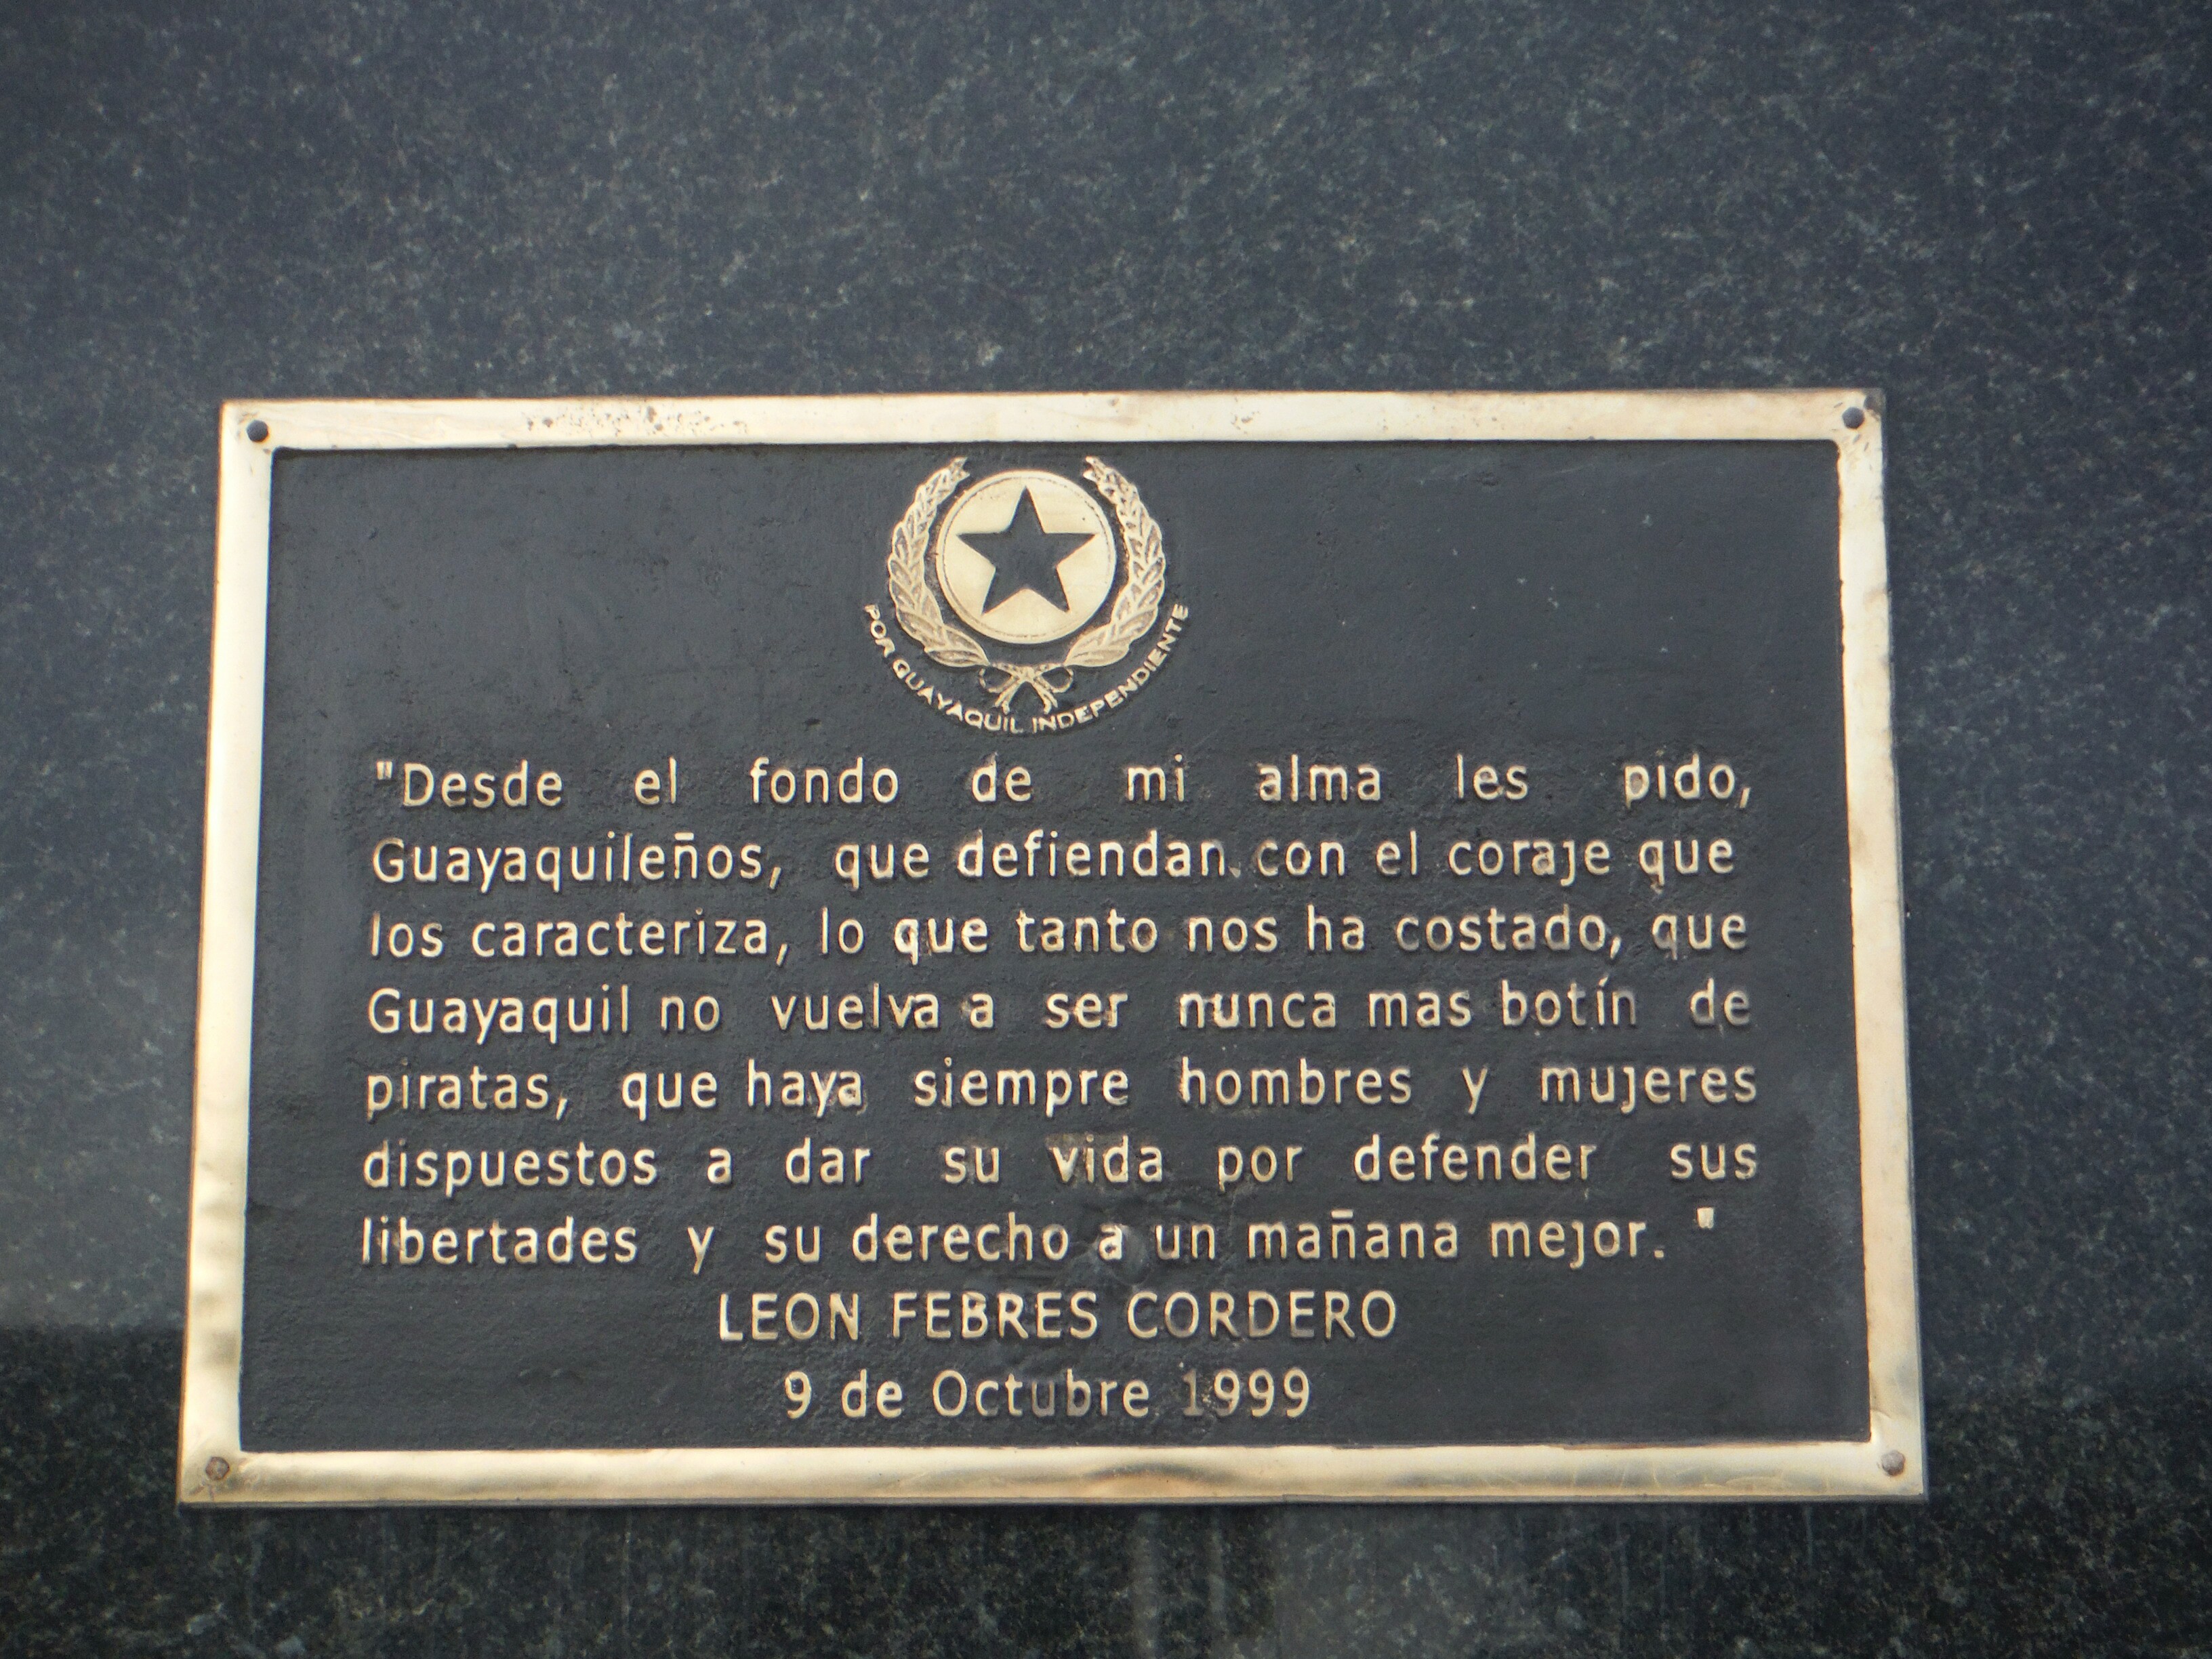 POR GUAYAQUIL INDEPENDIENTE
"Desde el fondo de mi alma les pido,
Guayaquileños, que defiendan con el coraje que
los caracteriza, lo que tanto nos ha costado, que
Guayaquil no vuelva a ser nunca mas botín de
piratas, que haya siempre hombres y mujeres
dispuestos a dar su vida por defender sus
libertades y su derecho a un mañana mejor. "
LEON FEBRES CORDERO
9 de Octubre 1999